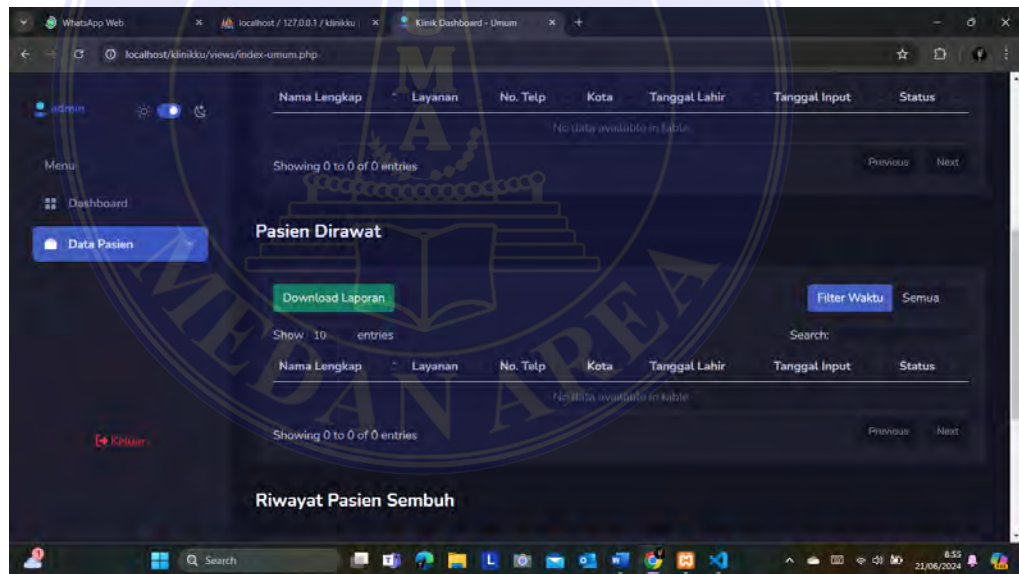 WhatsApp Web
localhost / 127.0.0.1 / klinikku
Klinik Dashboard - Umum
localhost/klinikku/views/index-umum.php
admin
Menu
Dashboard
Data Pasien
Keluar
Nama Lengkap Layanan No. Telp Kota Tanggal Lahir Tanggal Input Status
No data available in table
Showing 0 to 0 of 0 entries
Previous Next
Pasien Dirawat
Download Laporan
Filter Waktu Semua
Show 10 entries
Search:
Nama Lengkap Layanan No. Telp Kota Tanggal Lahir Tanggal Input Status
No data available in table
Showing 0 to 0 of 0 entries
Previous Next
Riwayat Pasien Sembuh
Search
8:55
21/06/2024
UMA
MEDAN AREA